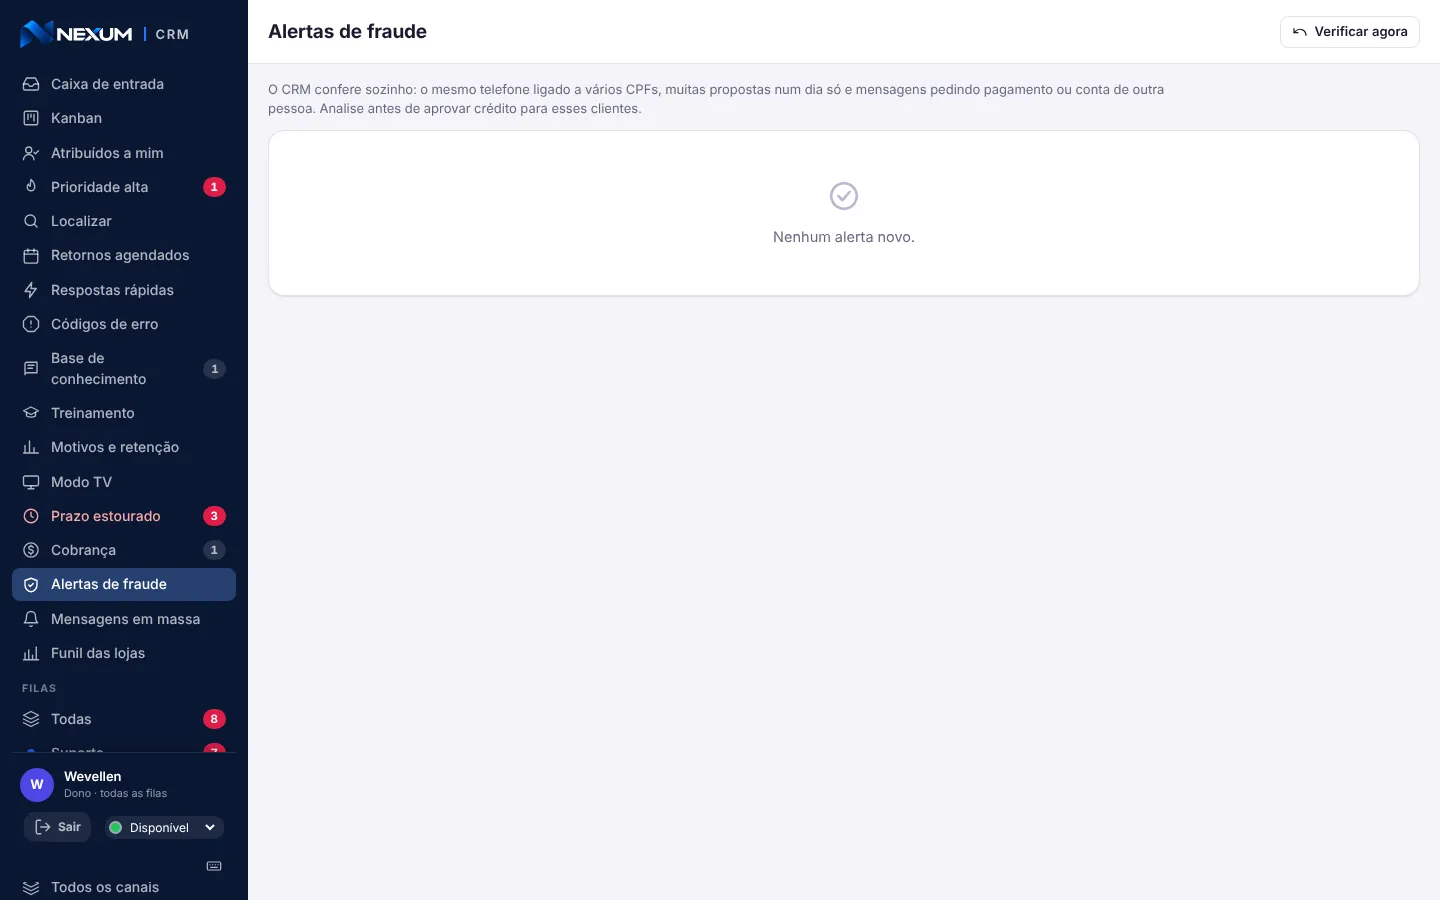 NEXUM | CRM
Caixa de entrada
Kanban
Atribuídos a mim
Prioridade alta 1
Localizar
Retornos agendados
Respostas rápidas
Códigos de erro
Base de
conhecimento 1
Treinamento
Motivos e retenção
Modo TV
Prazo estourado 3
Cobrança 1
Alertas de fraude
Mensagens em massa
Funil das lojas
FILAS
Todas 8
Suporte 7
Wevellen
Dono · todas as filas
Sair Disponível
Todos os canais
Alertas de fraude
Verificar agora
O CRM confere sozinho: o mesmo telefone ligado a vários CPFs, muitas propostas num dia só e mensagens pedindo pagamento ou conta de outra
pessoa. Analise antes de aprovar crédito para esses clientes.
Nenhum alerta novo.